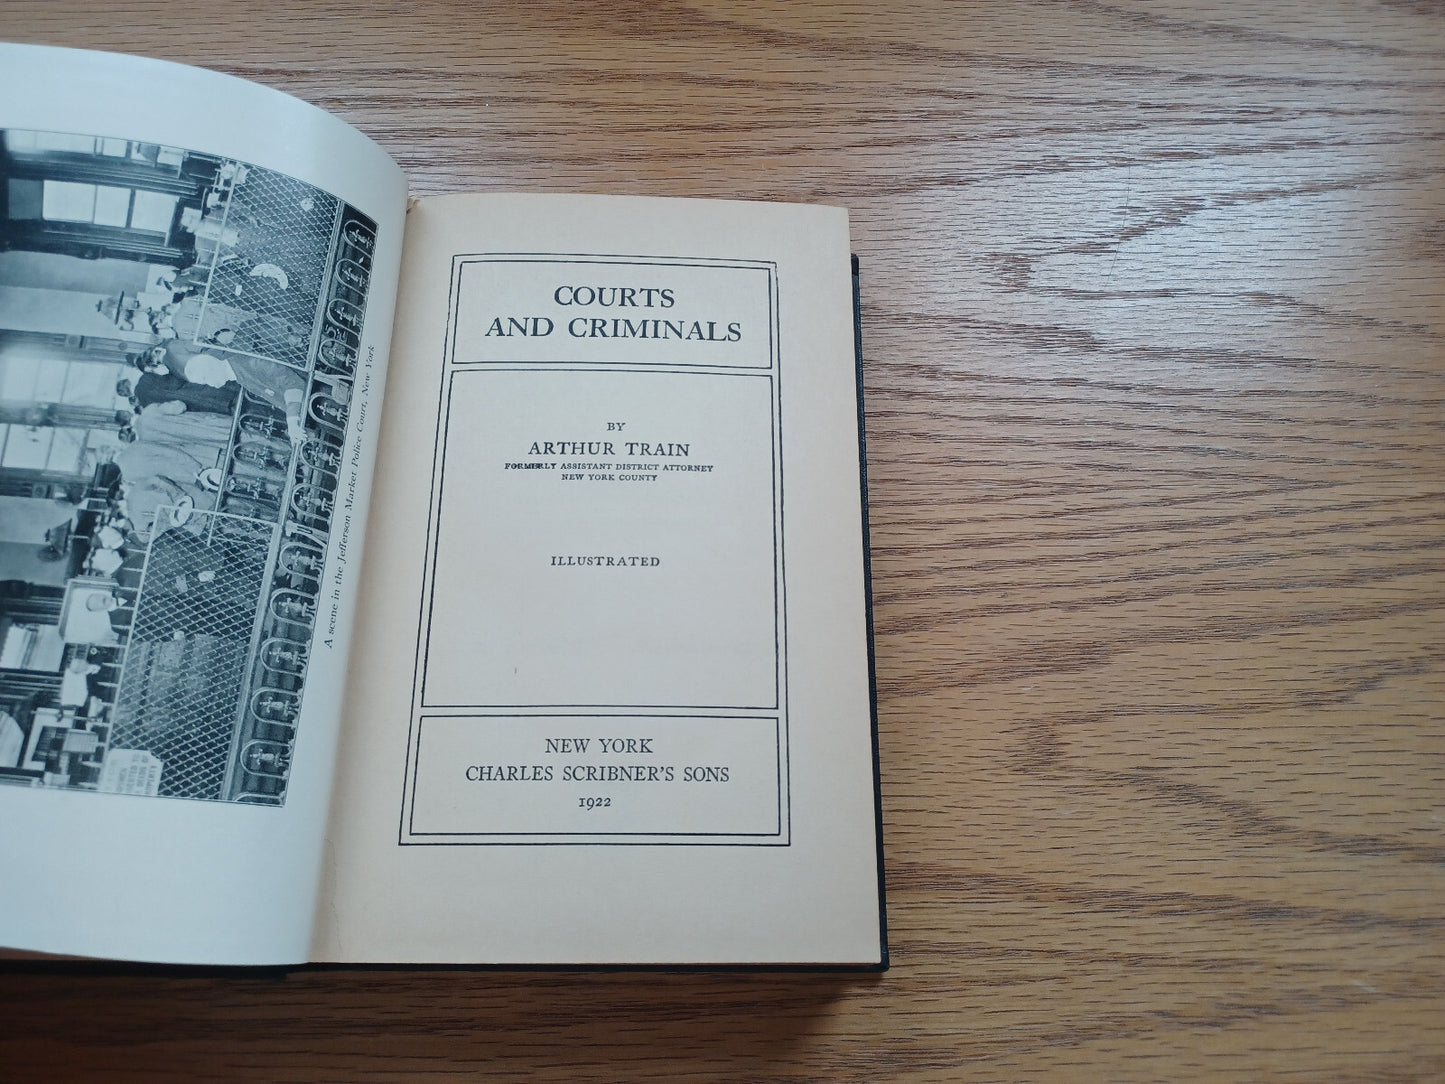 A scene in the Jefferson Market Police Court, New York
COURTS
AND CRIMINALS
BY
ARTHUR TRAIN
FORMERLY ASSISTANT DISTRICT ATTORNEY
NEW YORK COUNTY
ILLUSTRATED
NEW YORK
CHARLES SCRIBNER'S SONS
1922